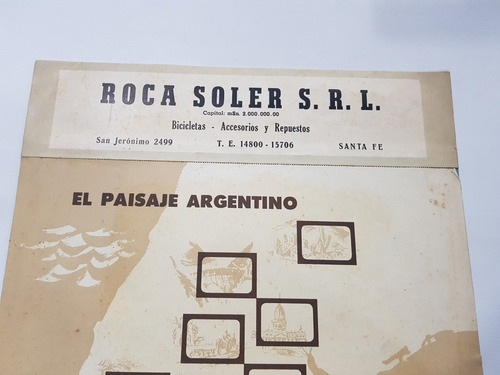 ROCA SOLER S. R. L.
Capital: m$n. 2.000.000.00
Bicicletas - Accesorios y Repuestos
San Jerónimo 2499 T. E. 14800 - 15706 SANTA FE
EL PAISAJE ARGENTINO